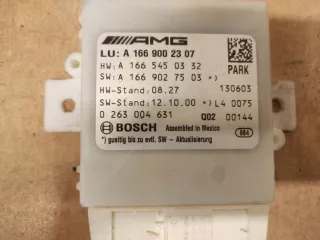 AMG
LU: A 166 900 23 07
HW: A 166 545 03 32
PARK
SW: A 166 902 75 03 *)
HW-Stand: 08.27
130603
SW-Stand: 12.10.00 *) L4 0075
0 263 004 631
Q02 00144
BOSCH Assembled in Mexico
864
*) gueltig bis zu evtl. SW - Aktualisierung